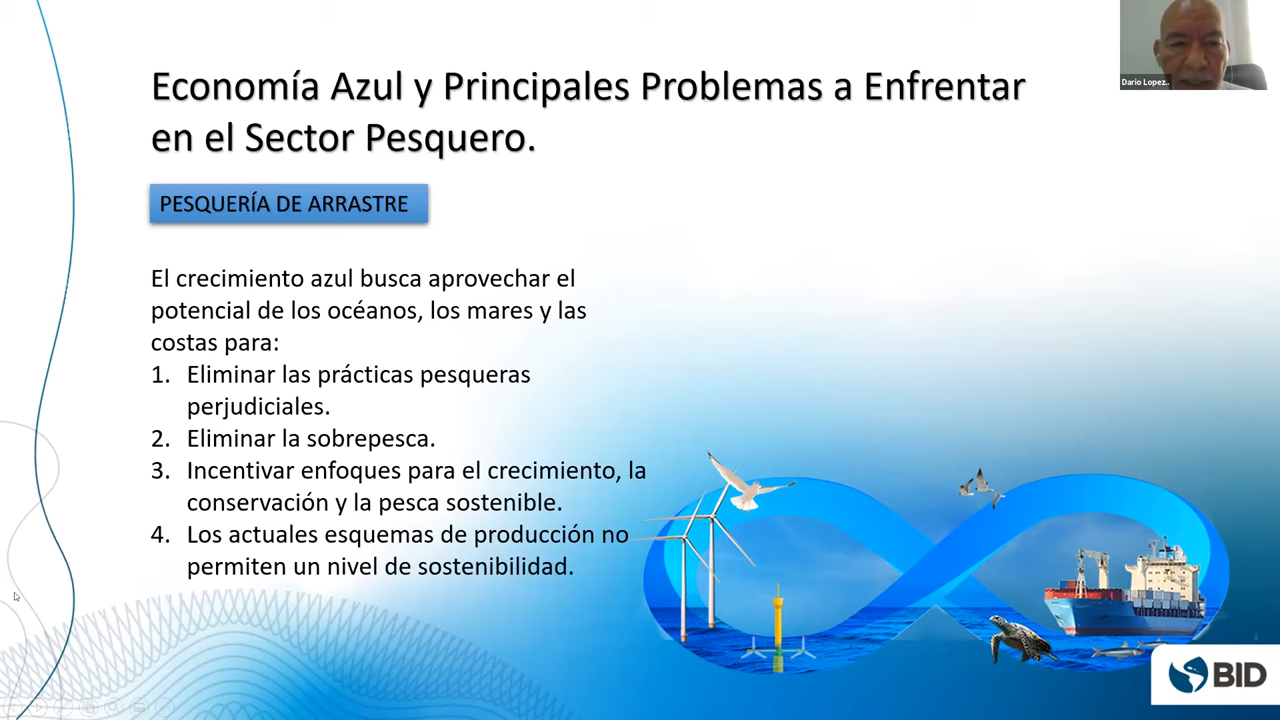 Economía Azul y Principales Problemas a Enfrentar
en el Sector Pesquero.
Dario Lopez..
PESQUERÍA DE ARRASTRE
El crecimiento azul busca aprovechar el
potencial de los océanos, los mares y las
costas para:
1. Eliminar las prácticas pesqueras
perjudiciales.
2. Eliminar la sobrepesca.
3. Incentivar enfoques para el crecimiento, la
conservación y la pesca sostenible.
4. Los actuales esquemas de producción no
permiten un nivel de sostenibilidad.
BID